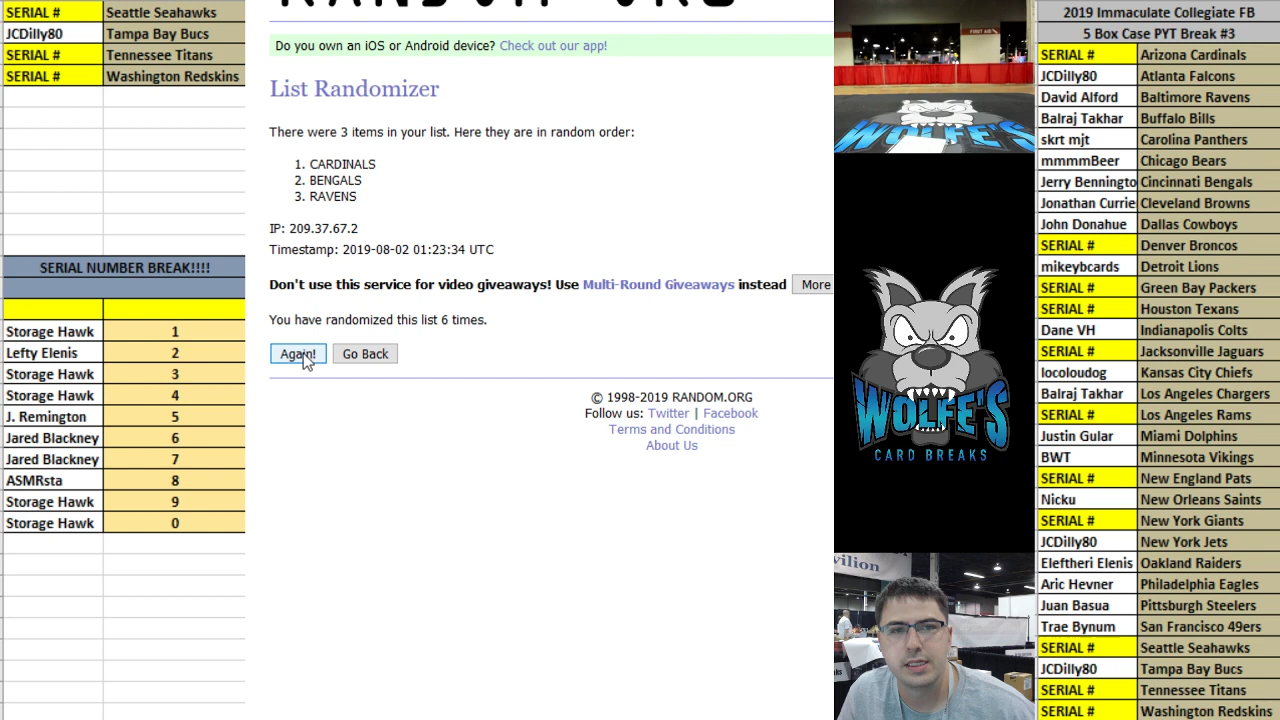 SERIAL # Seattle Seahawks
JCDilly80 Tampa Bay Bucs
SERIAL # Tennessee Titans
SERIAL # Washington Redskins
SERIAL NUMBER BREAK!!!!
Storage Hawk 1
Lefty Elenis 2
Storage Hawk 3
Storage Hawk 4
J. Remington 5
Jared Blackney 6
Jared Blackney 7
ASMRsta 8
Storage Hawk 9
Storage Hawk 0
RANDOM.ORG
Do you own an iOS or Android device? Check out our app!
List Randomizer
There were 3 items in your list. Here they are in random order:
1. CARDINALS
2. BENGALS
3. RAVENS
IP: 209.37.67.2
Timestamp: 2019-08-02 01:23:34 UTC
Don't use this service for video giveaways! Use Multi-Round Giveaways instead More
You have randomized this list 6 times.
Again! Go Back
© 1998-2019 RANDOM.ORG
Follow us: Twitter | Facebook
Terms and Conditions
About Us
FIRST AID
WOLFE'S
WOLFE'S
CARD BREAKS
vilion
2019 Immaculate Collegiate FB
5 Box Case PYT Break #3
SERIAL # Arizona Cardinals
JCDilly80 Atlanta Falcons
David Alford Baltimore Ravens
Balraj Takhar Buffalo Bills
skrt mjt Carolina Panthers
mmmmBeer Chicago Bears
Jerry Benningto Cincinnati Bengals
Jonathan Currie Cleveland Browns
John Donahue Dallas Cowboys
SERIAL # Denver Broncos
mikeybcards Detroit Lions
SERIAL # Green Bay Packers
SERIAL # Houston Texans
Dane VH Indianapolis Colts
SERIAL # Jacksonville Jaguars
locoloudog Kansas City Chiefs
Balraj Takhar Los Angeles Chargers
SERIAL # Los Angeles Rams
Justin Gular Miami Dolphins
BWT Minnesota Vikings
SERIAL # New England Pats
Nicku New Orleans Saints
SERIAL # New York Giants
JCDilly80 New York Jets
Eleftheri Elenis Oakland Raiders
Aric Hevner Philadelphia Eagles
Juan Basua Pittsburgh Steelers
Trae Bynum San Francisco 49ers
SERIAL # Seattle Seahawks
JCDilly80 Tampa Bay Bucs
SERIAL # Tennessee Titans
SERIAL # Washington Redskins